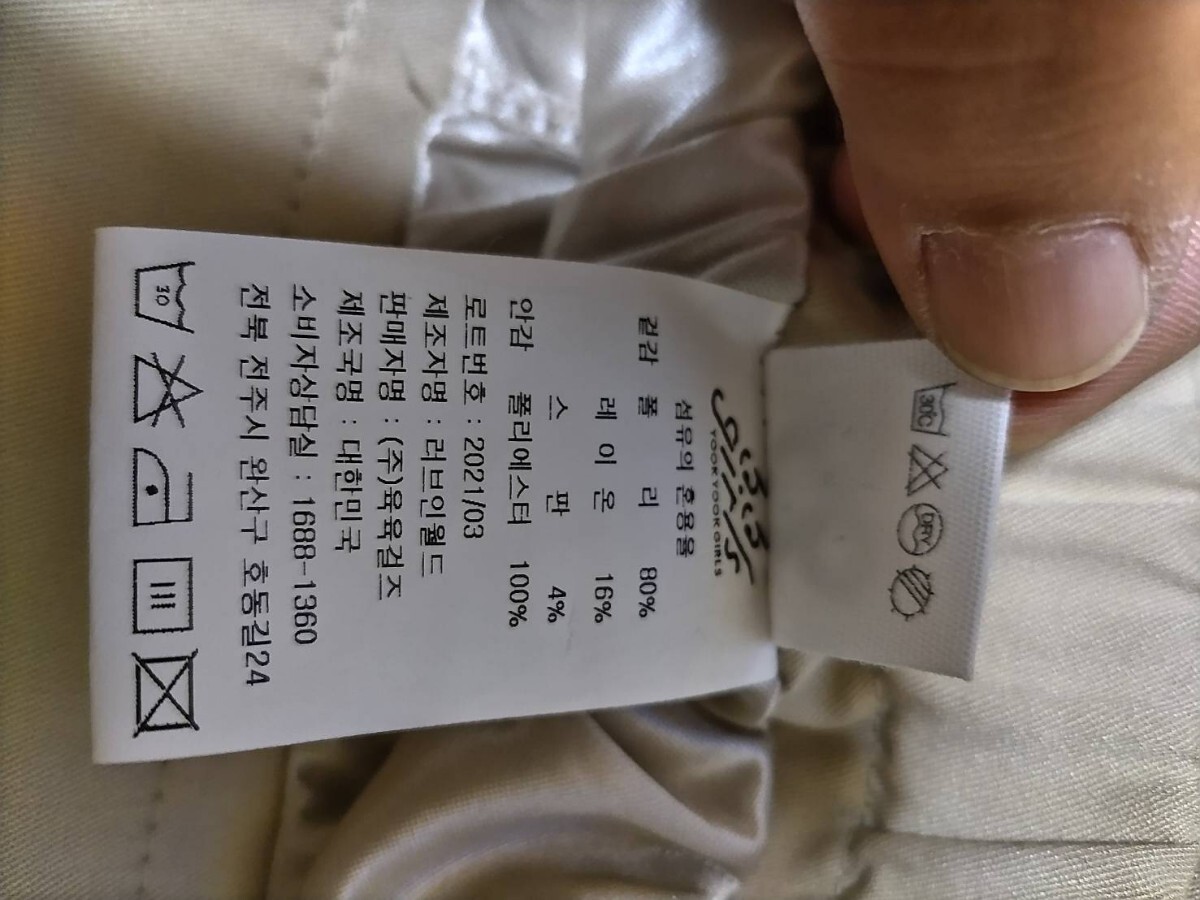 66girls
YOOKYOOKGIRLS
섬유의 혼용율
겉감 폴 리 80%
레 이 온 16%
스 판 4%
안감 폴리에스터 100%
로트번호 : 2021/03
제조자명 : 러브인월드
판매자명 : (주)육육걸즈
제조국명 : 대한민국
소비자상담실 : 1688-1360
전북 전주시 완산구 호동길24
30
30C
DRY